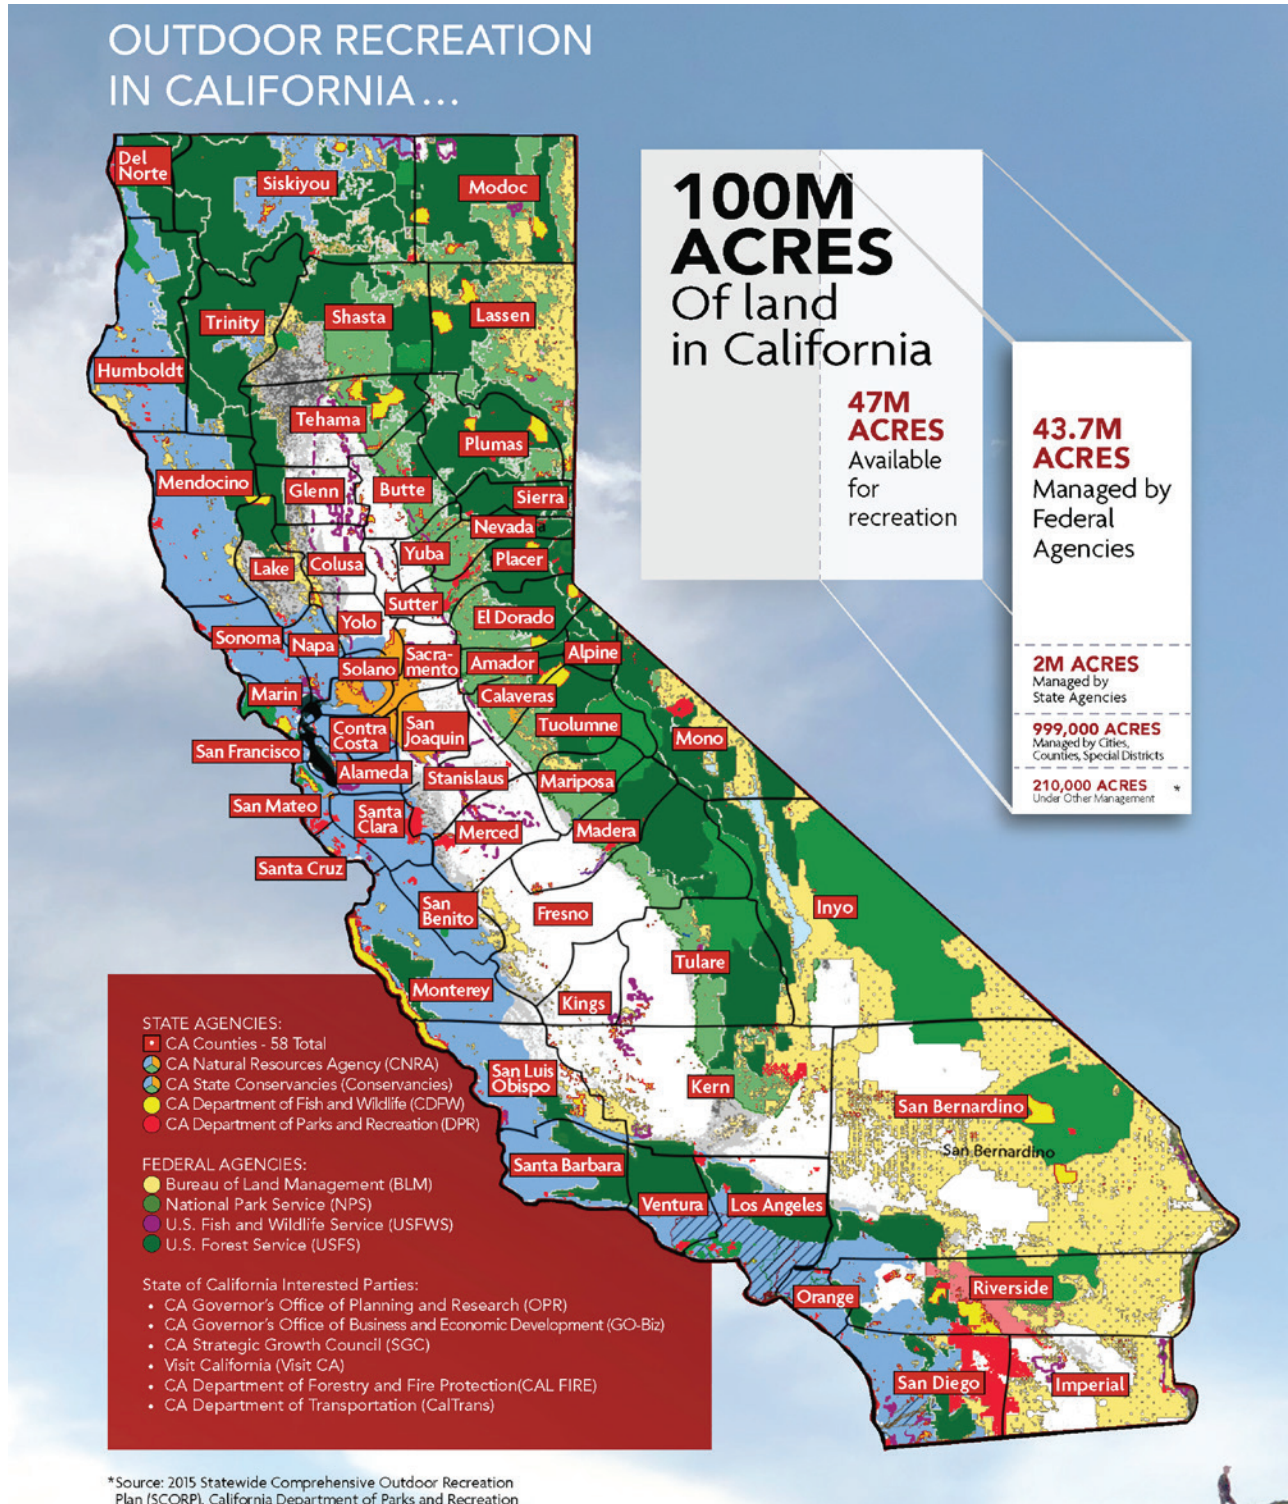 OUTDOOR RECREATION
IN CALIFORNIA...
100M
ACRES
Of land
in California
47M
ACRES
Available
for
recreation
43.7M
ACRES
Managed by
Federal
Agencies
2M ACRES
Managed by
State Agencies
999,000 ACRES
Managed by Cities,
Counties, Special Districts
210,000 ACRES
Under Other Management
*
Del
Norte
Siskiyou
Modoc
Trinity
Shasta
Lassen
Humboldt
Tehama
Plumas
Mendocino
Glenn
Butte
Sierra
Nevada
Lake
Colusa
Yuba
Placer
Sutter
Yolo
El Dorado
Sonoma
Napa
Solano
Sacra-
mento
Amador
Alpine
Marin
Calaveras
Contra
Costa
San
Joaquin
Tuolumne
Mono
San Francisco
Alameda
Stanislaus
Mariposa
San Mateo
Santa
Clara
Merced
Madera
Santa Cruz
San
Benito
Fresno
Inyo
Tulare
Monterey
Kings
San Luis
Obispo
Kern
San Bernardino
San Bernardino
Santa Barbara
Ventura
Los Angeles
Orange
Riverside
San Diego
Imperial
STATE AGENCIES:
CA Counties - 58 Total
CA Natural Resources Agency (CNRA)
CA State Conservancies (Conservancies)
CA Department of Fish and Wildlife (CDFW)
CA Department of Parks and Recreation (DPR)
FEDERAL AGENCIES:
Bureau of Land Management (BLM)
National Park Service (NPS)
U.S. Fish and Wildlife Service (USFWS)
U.S. Forest Service (USFS)
State of California Interested Parties:
• CA Governor's Office of Planning and Research (OPR)
• CA Governor's Office of Business and Economic Development (GO-Biz)
• CA Strategic Growth Council (SGC)
• Visit California (Visit CA)
• CA Department of Forestry and Fire Protection(CAL FIRE)
• CA Department of Transportation (CalTrans)
*Source: 2015 Statewide Comprehensive Outdoor Recreation
Plan (SCORP), California Department of Parks and Recreation